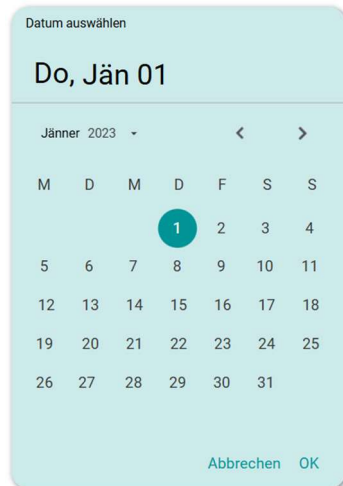 Datum auswählen
Do, Jän 01
Jänner 2023
M D M D F S S
1 2 3 4
5 6 7 8 9 10 11
12 13 14 15 16 17 18
19 20 21 22 23 24 25
26 27 28 29 30 31
Abbrechen OK